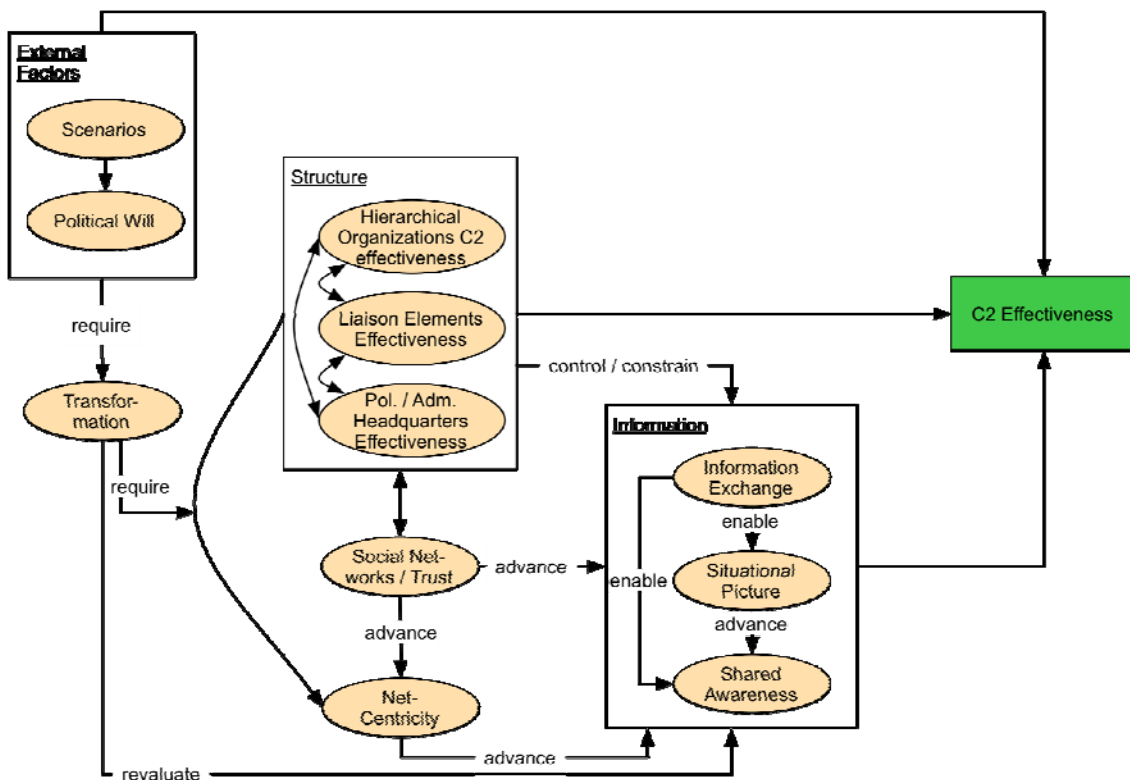 External
Factors
Scenarios
Political Will
require
Transfor-
mation
require
Structure
Hierarchical
Organizations C2
effectiveness
Liaison Elements
Effectiveness
Pol. / Adm.
Headquarters
Effectiveness
control / constrain
C2 Effectiveness
Social Net-
works / Trust
advance
advance
Net-
Centricity
advance
revaluate
Information
Information
Exchange
enable
enable
Situational
Picture
advance
Shared
Awareness